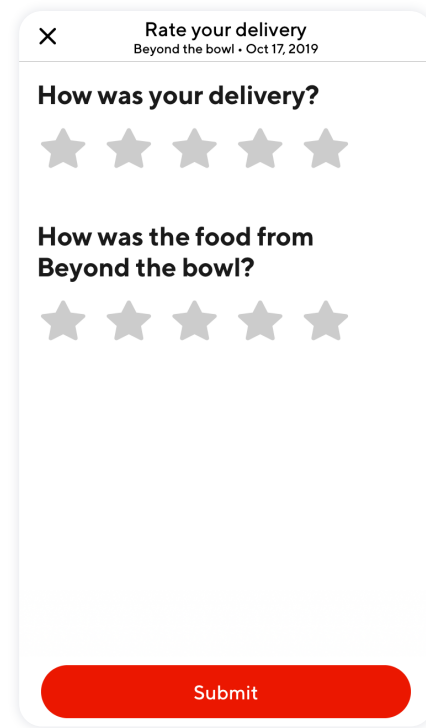 Rate your delivery
Beyond the bowl • Oct 17, 2019
How was your delivery?
How was the food from
Beyond the bowl?
Submit